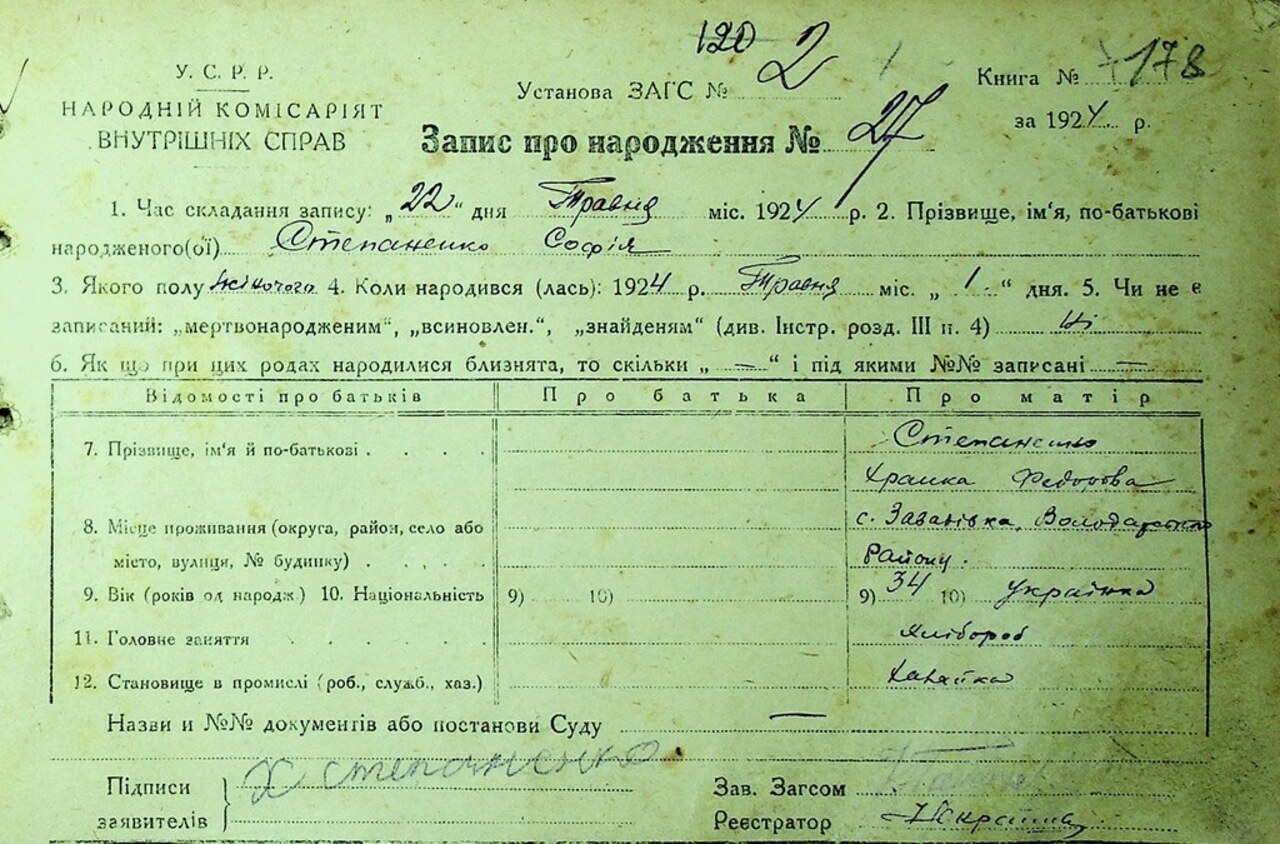 120
У. С. Р. Р.
НАРОДНІЙ КОМІСАРІЯТ
ВНУТРІШНІХ СПРАВ
Установа ЗАГС № 2
Книга № 178
за 1924 р.
Запис про народження № 27
1. Час складання запису: „22“ дня Травня міс. 1924 р. 2. Прізвище, ім'я, по-батькові
народженого(ої) Степаненко Софія
3. Якого полу жіночого 4. Коли народився (лась): 1924 р. Травня міс. „1“ дня. 5. Чи не є
записаний: „мертвонародженим“, „всиновлен.“, „знайденям“ (див. Інстр. розд. III п. 4) Ні
6. Як що при цих родах народилися близнята, то скільки „—“ і під якими №№ записані —
Відомості про батьків Про батька Про матір
7. Прізвище, ім'я й по-батькові . . . . Степаненко
Федорова
8. Місце проживання (округа, район, село або с.
місто, вулиця, № будинку) . . . . . Району.
9. Вік (років од народж.) 10. Національність 9) 10) 9) 34 10) українка
11. Головне заняття . . . . Хлібороб
12. Становище в промислі (роб., служб., хаз.) Хазяйка
Назви и №№ документів або постанови Суду —
Підписи Х Степаненко
заявителів
Зав. Загсом
Реєстратор